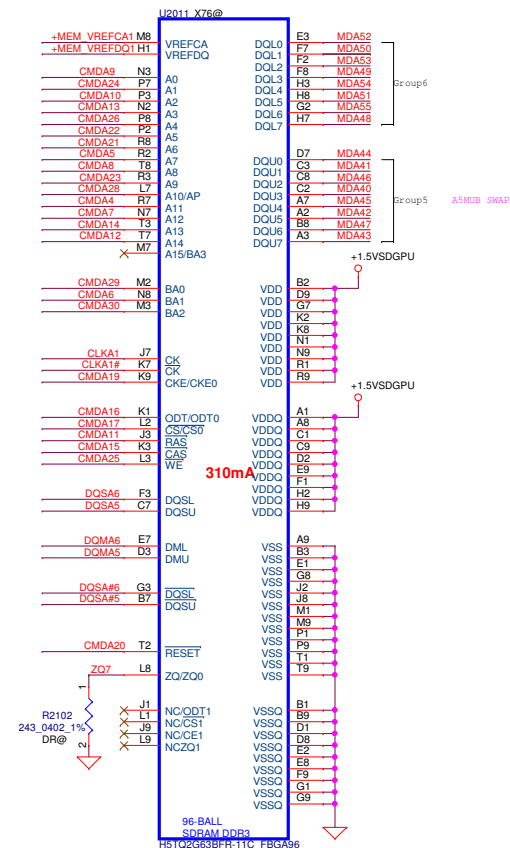 U2011 X76@
+MEM_VREFCA1 M8 VREFCA
+MEM_VREFDQ1 H1 VREFDQ
CMDA9 N3 A0
CMDA24 P7 A1
CMDA10 P3 A2
CMDA13 N2 A3
CMDA26 P8 A4
CMDA22 P2 A5
CMDA21 R8 A6
CMDA5 R2 A7
CMDA8 T8 A8
CMDA23 R3 A9
CMDA28 L7 A10/AP
CMDA4 R7 A11
CMDA7 N7 A12
CMDA14 T3 A13
CMDA12 T7 A14
M7 A15/BA3
CMDA29 M2 BA0
CMDA6 N8 BA1
CMDA30 M3 BA2
CLKA1 J7 CK
CLKA1# K7 CK
CMDA19 K9 CKE/CKE0
CMDA16 K1 ODT/ODT0
CMDA17 L2 CS/CS0
CMDA11 J3 RAS
CMDA15 K3 CAS
CMDA25 L3 WE
DQSA6 F3 DQSL
DQSA5 C7 DQSU
DQMA6 E7 DML
DQMA5 D3 DMU
DQSA#6 G3 DQSL
DQSA#5 B7 DQSU
CMDA20 T2 RESET
ZQ7 L8 ZQ/ZQ0
1
R2102
243_0402_1%
DR@
2
J1 NC/ODT1
L1 NC/CS1
J9 NC/CE1
L9 NCZQ1
310mA
DQL0 E3 MDA52
DQL1 F7 MDA50
DQL2 F2 MDA53
DQL3 F8 MDA49
DQL4 H3 MDA54
DQL5 H8 MDA51
DQL6 G2 MDA55
DQL7 H7 MDA48
Group6
DQU0 D7 MDA44
DQU1 C3 MDA41
DQU2 C8 MDA46
DQU3 C2 MDA40
DQU4 A7 MDA45
DQU5 A2 MDA42
DQU6 B8 MDA47
DQU7 A3 MDA43
Group5 A5MUB SWAP
+1.5VSDGPU
VDD B2
VDD D9
VDD G7
VDD K2
VDD K8
VDD N1
VDD N9
VDD R1
VDD R9
+1.5VSDGPU
VDDQ A1
VDDQ A8
VDDQ C1
VDDQ C9
VDDQ D2
VDDQ E9
VDDQ F1
VDDQ H2
VDDQ H9
VSS A9
VSS B3
VSS E1
VSS G8
VSS J2
VSS J8
VSS M1
VSS M9
VSS P1
VSS P9
VSS T1
VSS T9
VSSQ B1
VSSQ B9
VSSQ D1
VSSQ D8
VSSQ E2
VSSQ E8
VSSQ F9
VSSQ G1
VSSQ G9
96-BALL
SDRAM DDR3
H5TQ2G63BFR-11C FBGA96